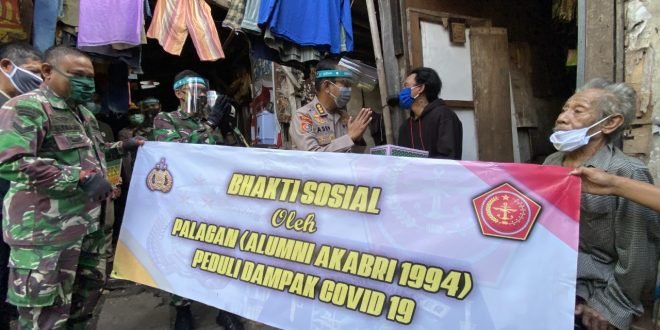 BHAKTI SOSIAL
Oleh
PALAGAN (ALUMNI AKABRI 1994)
PEDULI DAMPAK COVID 19